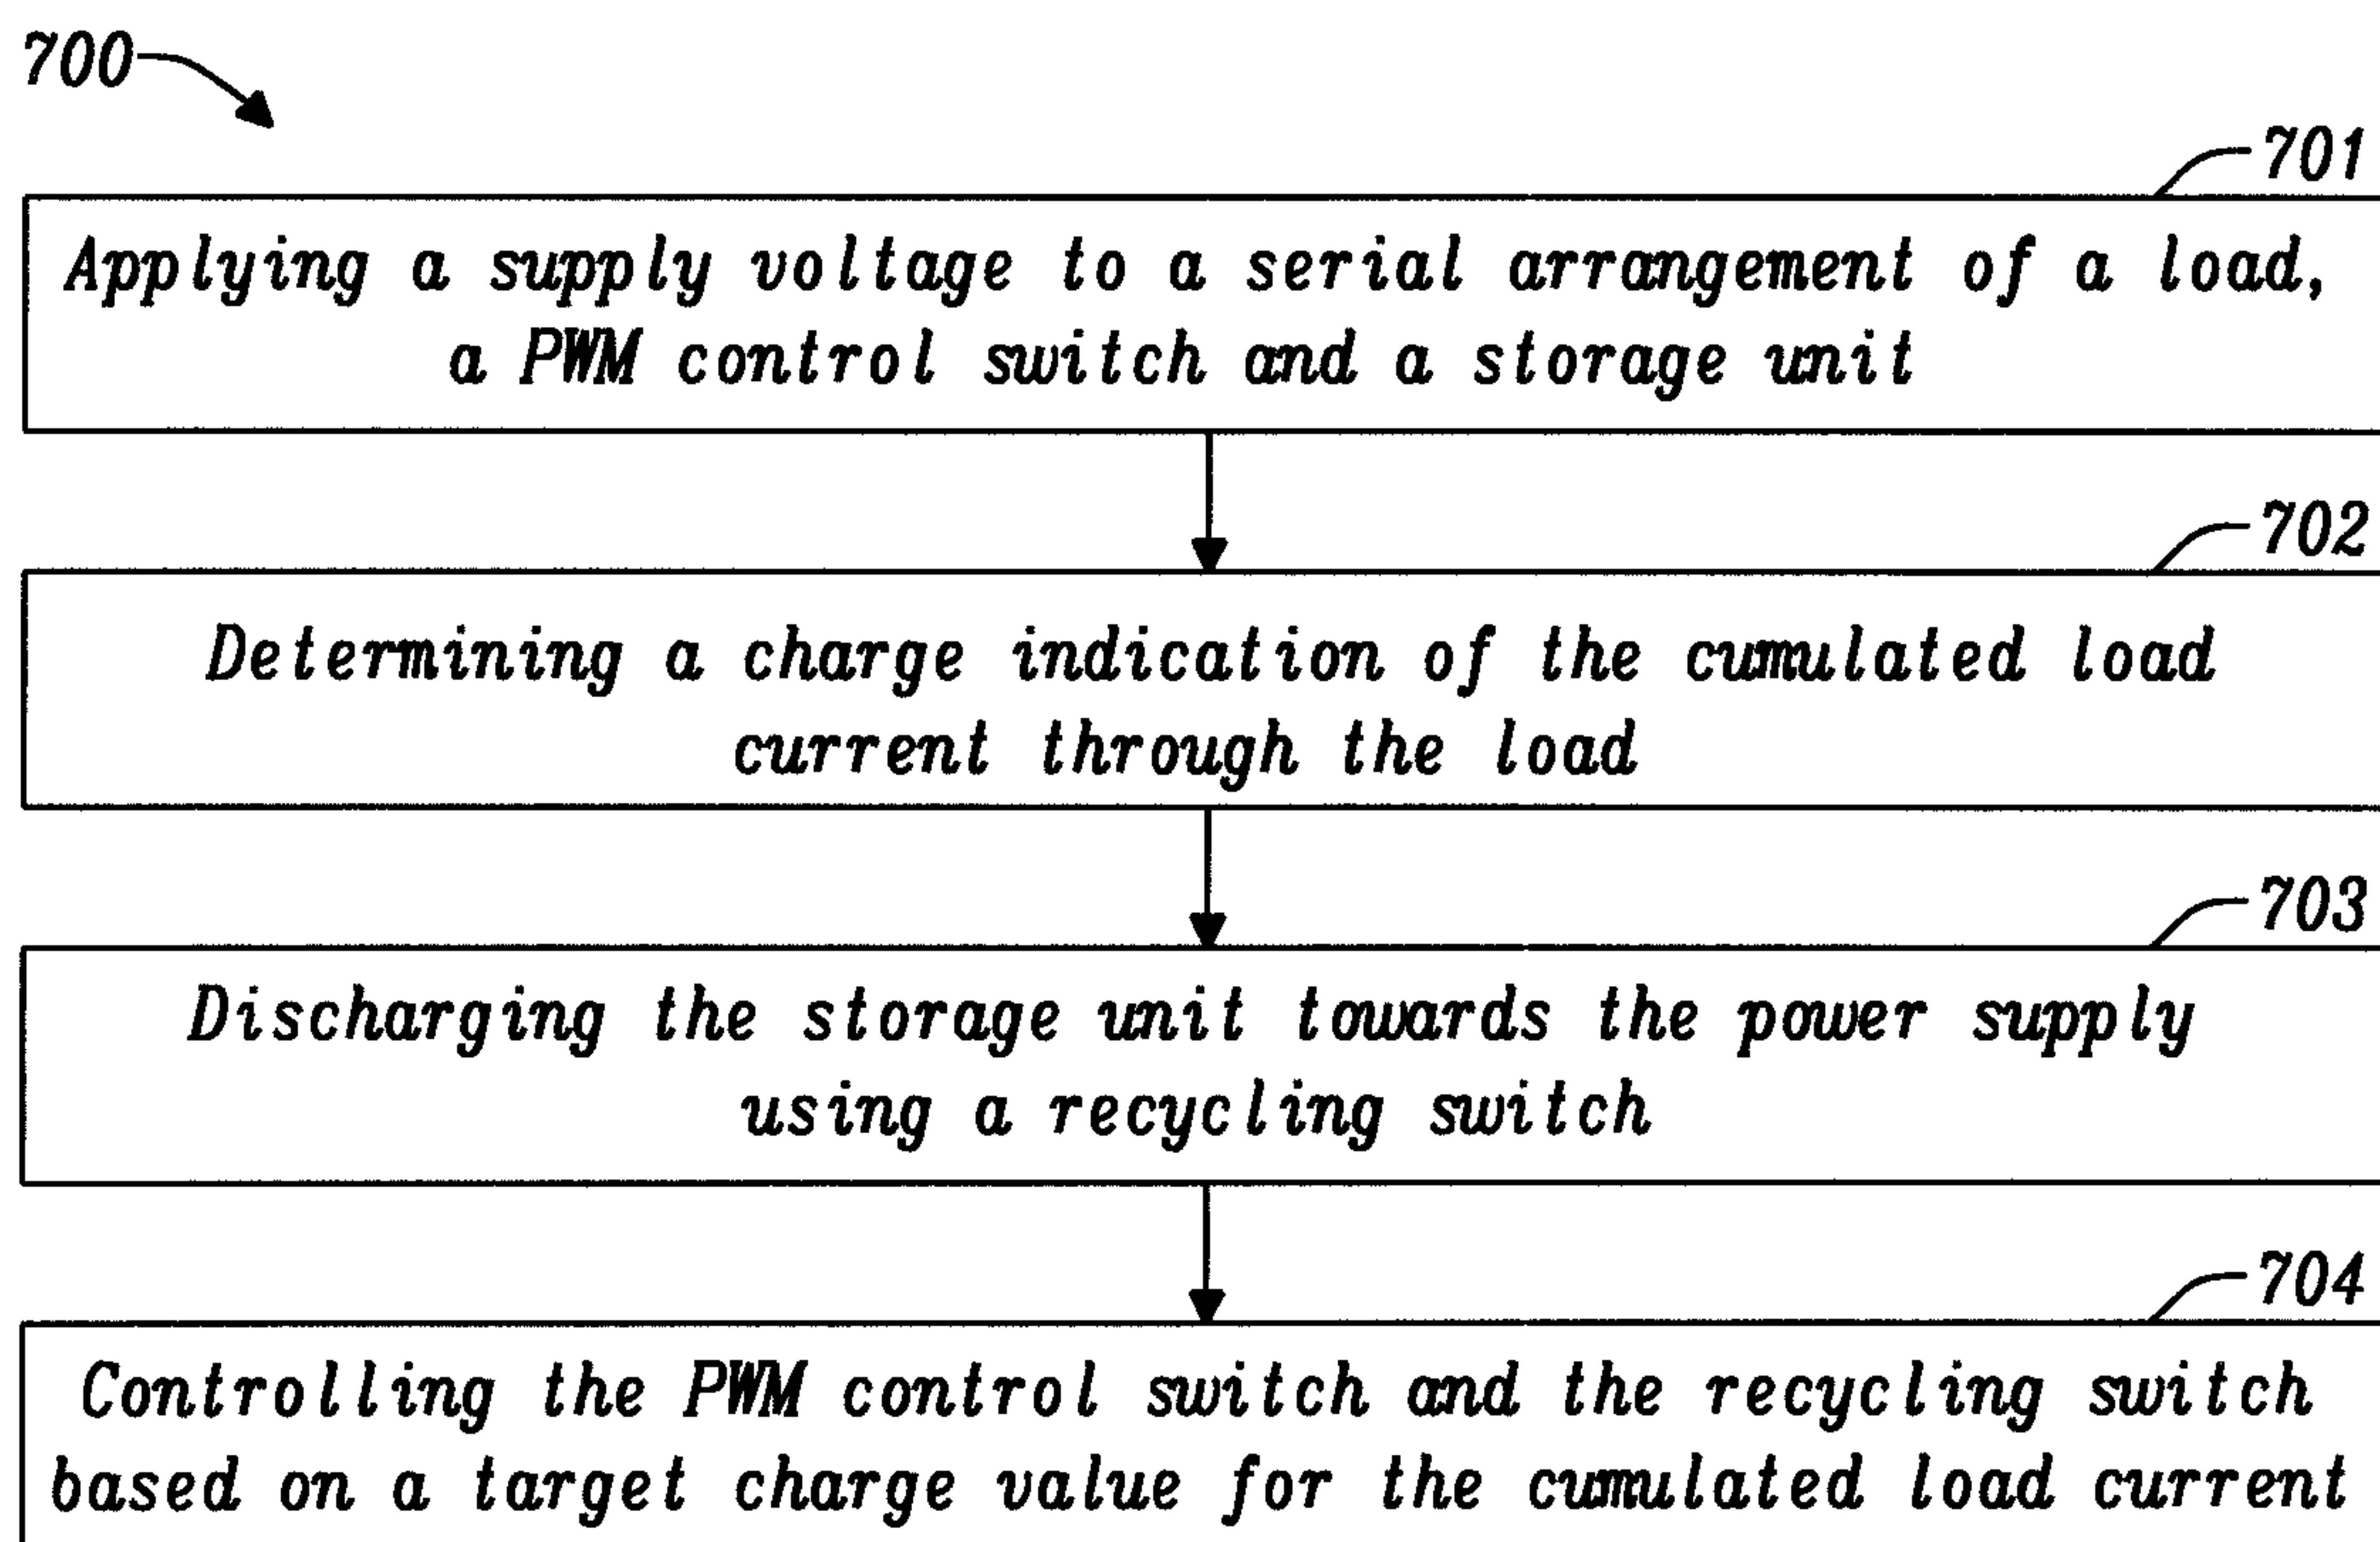 700
701
Applying a supply voltage to a serial arrangement of a load,
a PWM control switch and a storage unit
702
Determining a charge indication of the cumulated load
current through the load
703
Discharging the storage unit towards the power supply
using a recycling switch
704
Controlling the PWM control switch and the recycling switch
based on a target charge value for the cumulated load current